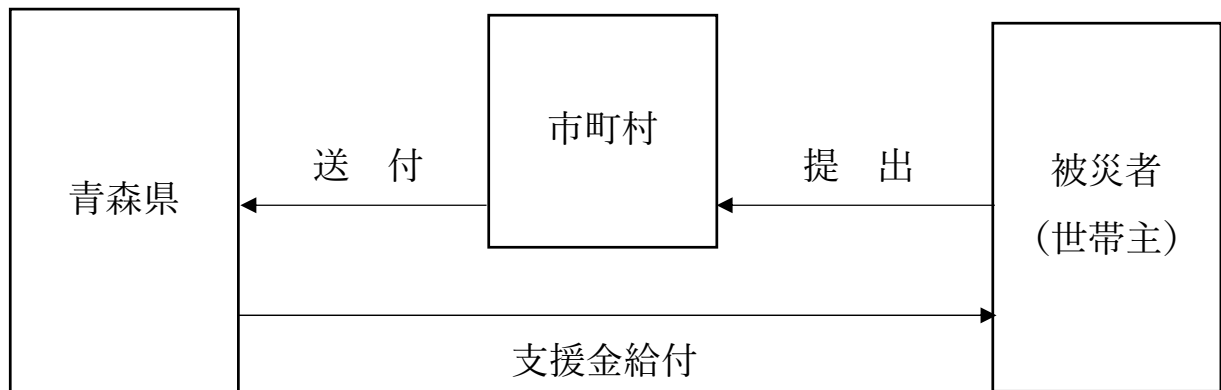 青森県
送　付
市町村
提　出
被災者
（世帯主）
支援金給付